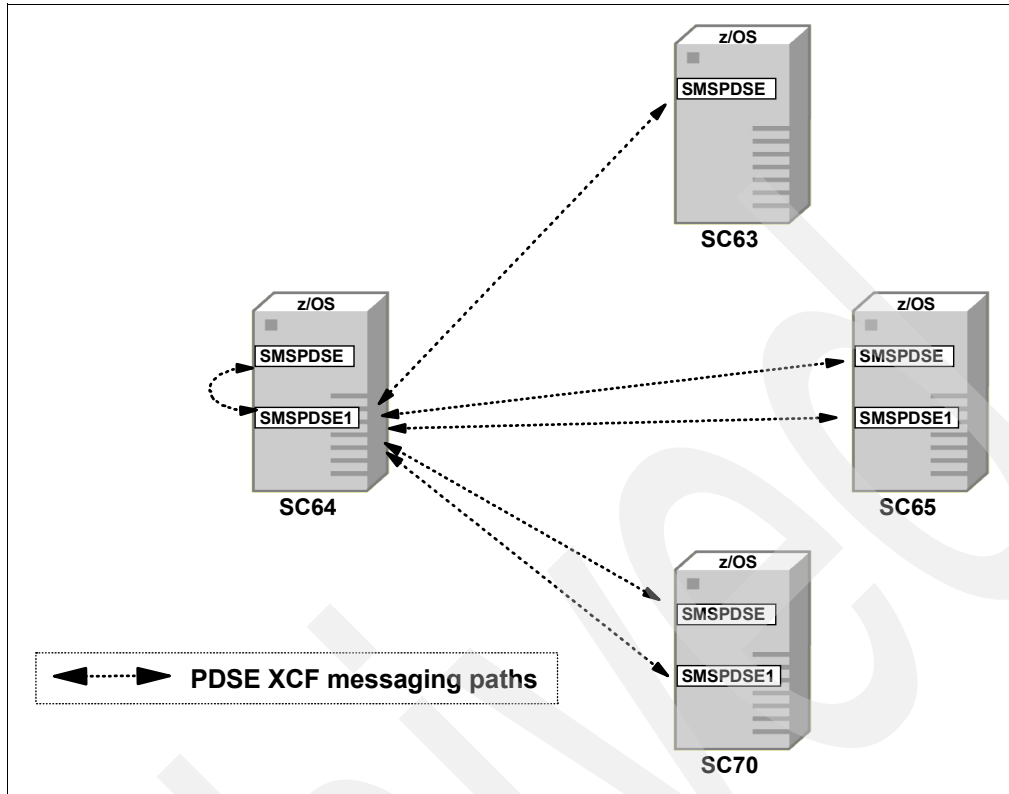 z/OS
SMSPDSE
SC63
z/OS
SMSPDSE
SMSPDSE1
SC64
z/OS
SMSPDSE
SMSPDSE1
SC65
z/OS
SMSPDSE
SMSPDSE1
SC70
PDSE XCF messaging paths